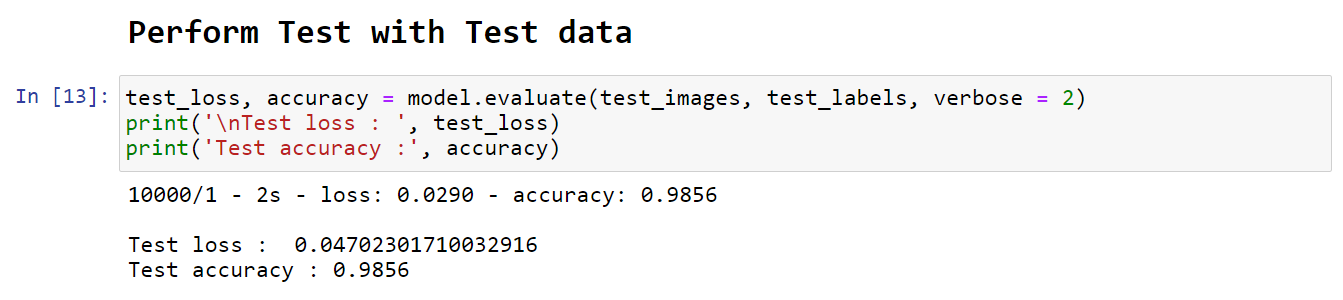 Perform Test with Test data
In [13]:
test_loss, accuracy = model.evaluate(test_images, test_labels, verbose = 2)
print('\nTest loss : ', test_loss)
print('Test accuracy :', accuracy)
10000/1 - 2s - loss: 0.0290 - accuracy: 0.9856
Test loss :  0.04702301710032916
Test accuracy : 0.9856